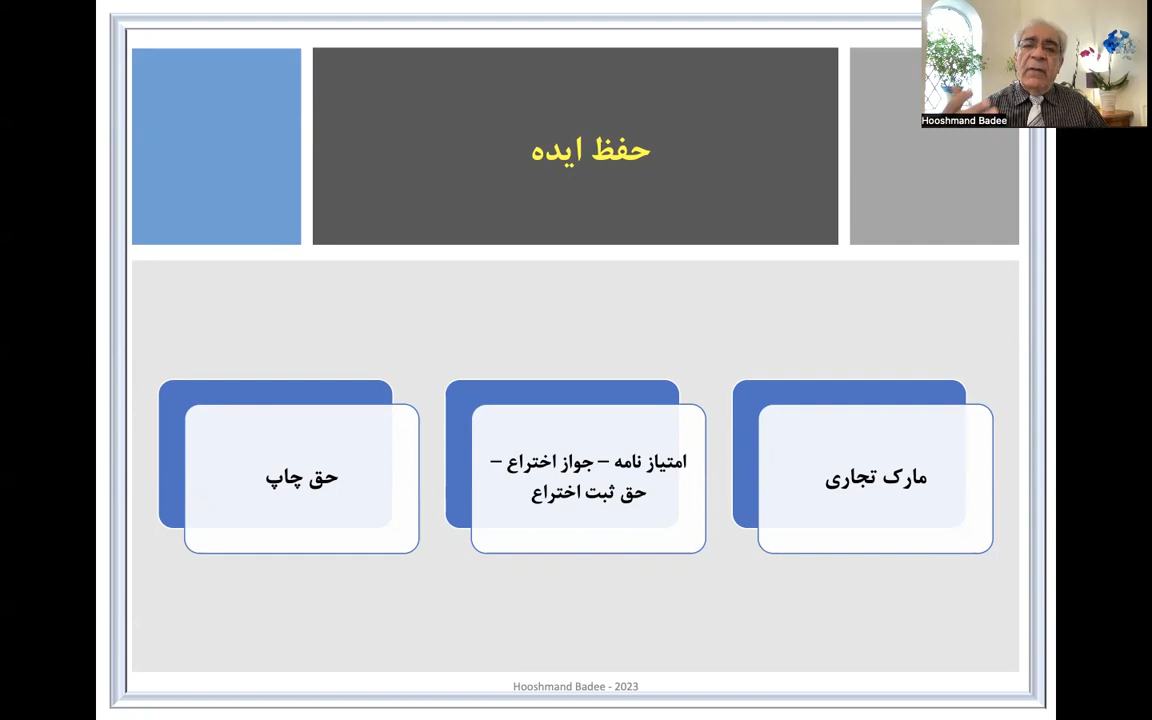 Hooshmand Badee
حفظ ایده
مارک تجاری
امتیاز نامه – جواز اختراع –
حق ثبت اختراع
حق چاپ
Hooshmand Badee - 2023